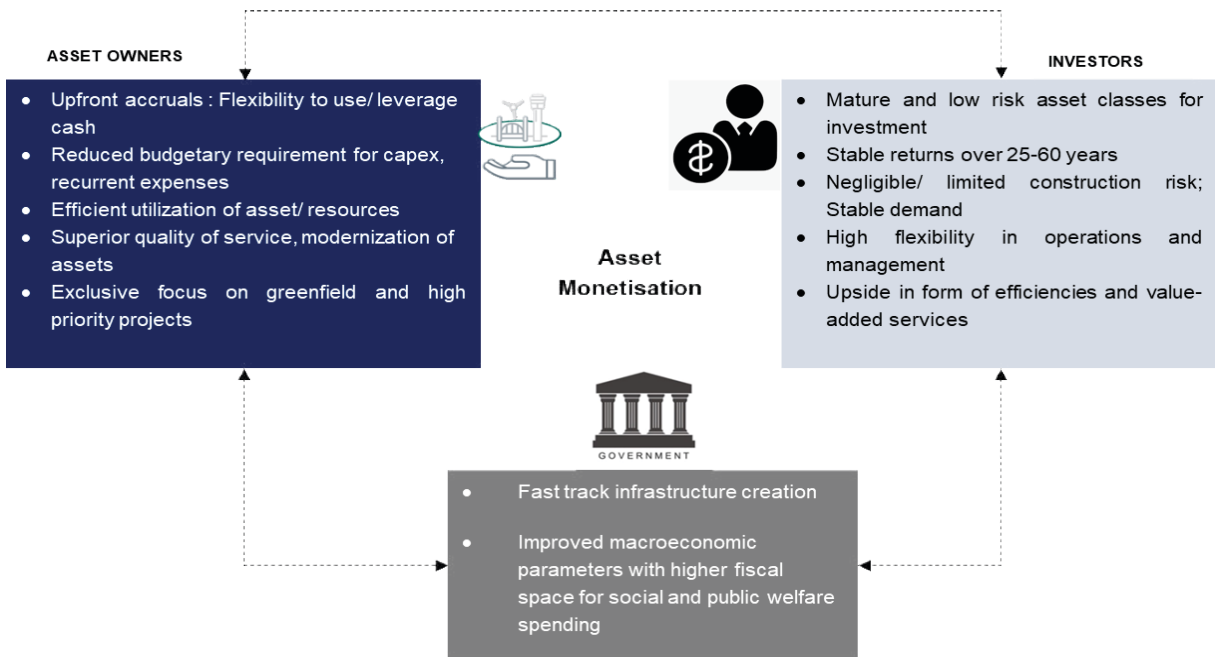 ASSET OWNERS
• Upfront accruals : Flexibility to use/ leverage
cash
• Reduced budgetary requirement for capex,
recurrent expenses
• Efficient utilization of asset/ resources
• Superior quality of service, modernization of
assets
• Exclusive focus on greenfield and high
priority projects
Asset
Monetisation
INVESTORS
• Mature and low risk asset classes for
investment
• Stable returns over 25-60 years
• Negligible/ limited construction risk;
Stable demand
• High flexibility in operations and
management
• Upside in form of efficiencies and value-
added services
GOVERNMENT
• Fast track infrastructure creation
• Improved macroeconomic
parameters with higher fiscal
space for social and public welfare
spending